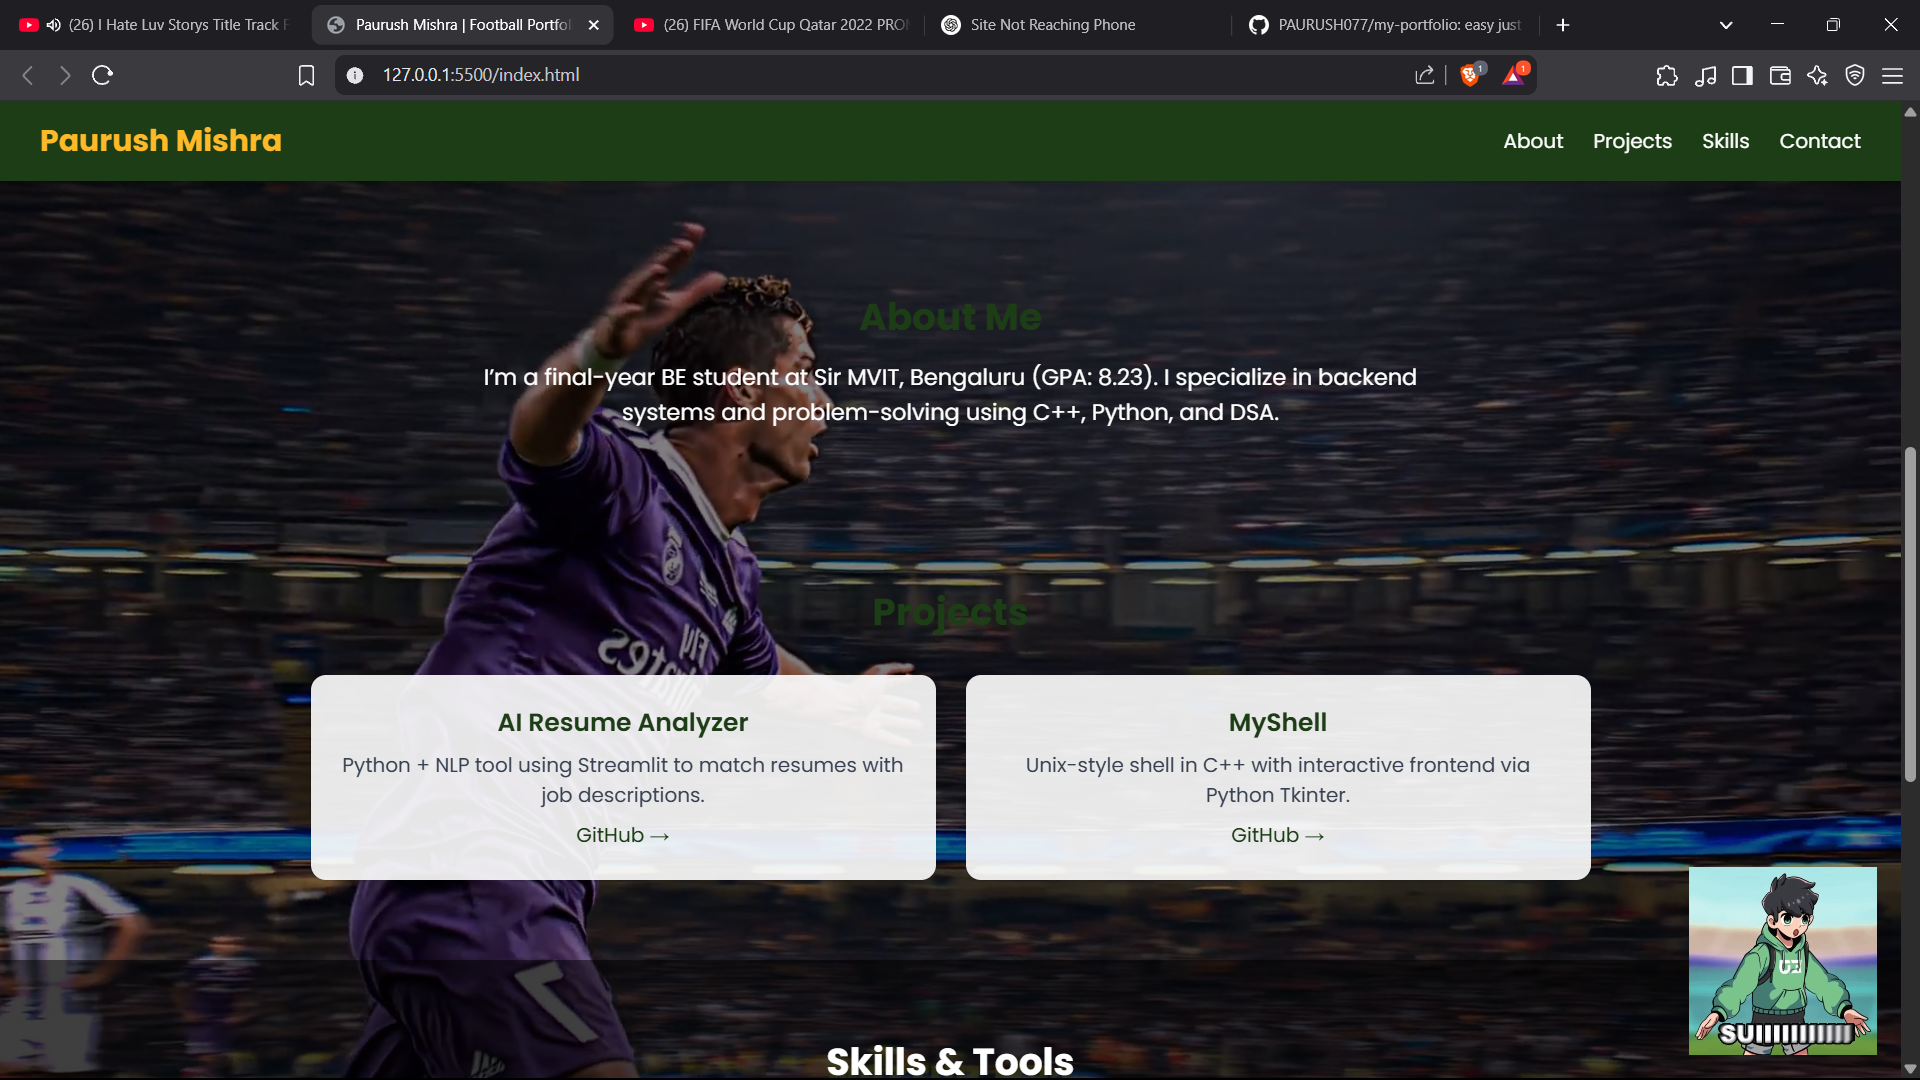 (26) I Hate Luv Storys Title Track F
Paurush Mishra | Football Portfol
(26) FIFA World Cup Qatar 2022 PROM
Site Not Reaching Phone
PAURUSH077/my-portfolio: easy just
127.0.0.1:5500/index.html
1
1
Paurush Mishra
About
Projects
Skills
Contact
About Me
I'm a final-year BE student at Sir MVIT, Bengaluru (GPA: 8.23). I specialize in backend
systems and problem-solving using C++, Python, and DSA.
Projects
AI Resume Analyzer
Python + NLP tool using Streamlit to match resumes with
job descriptions.
GitHub →
MyShell
Unix-style shell in C++ with interactive frontend via
Python Tkinter.
GitHub →
Skills & Tools